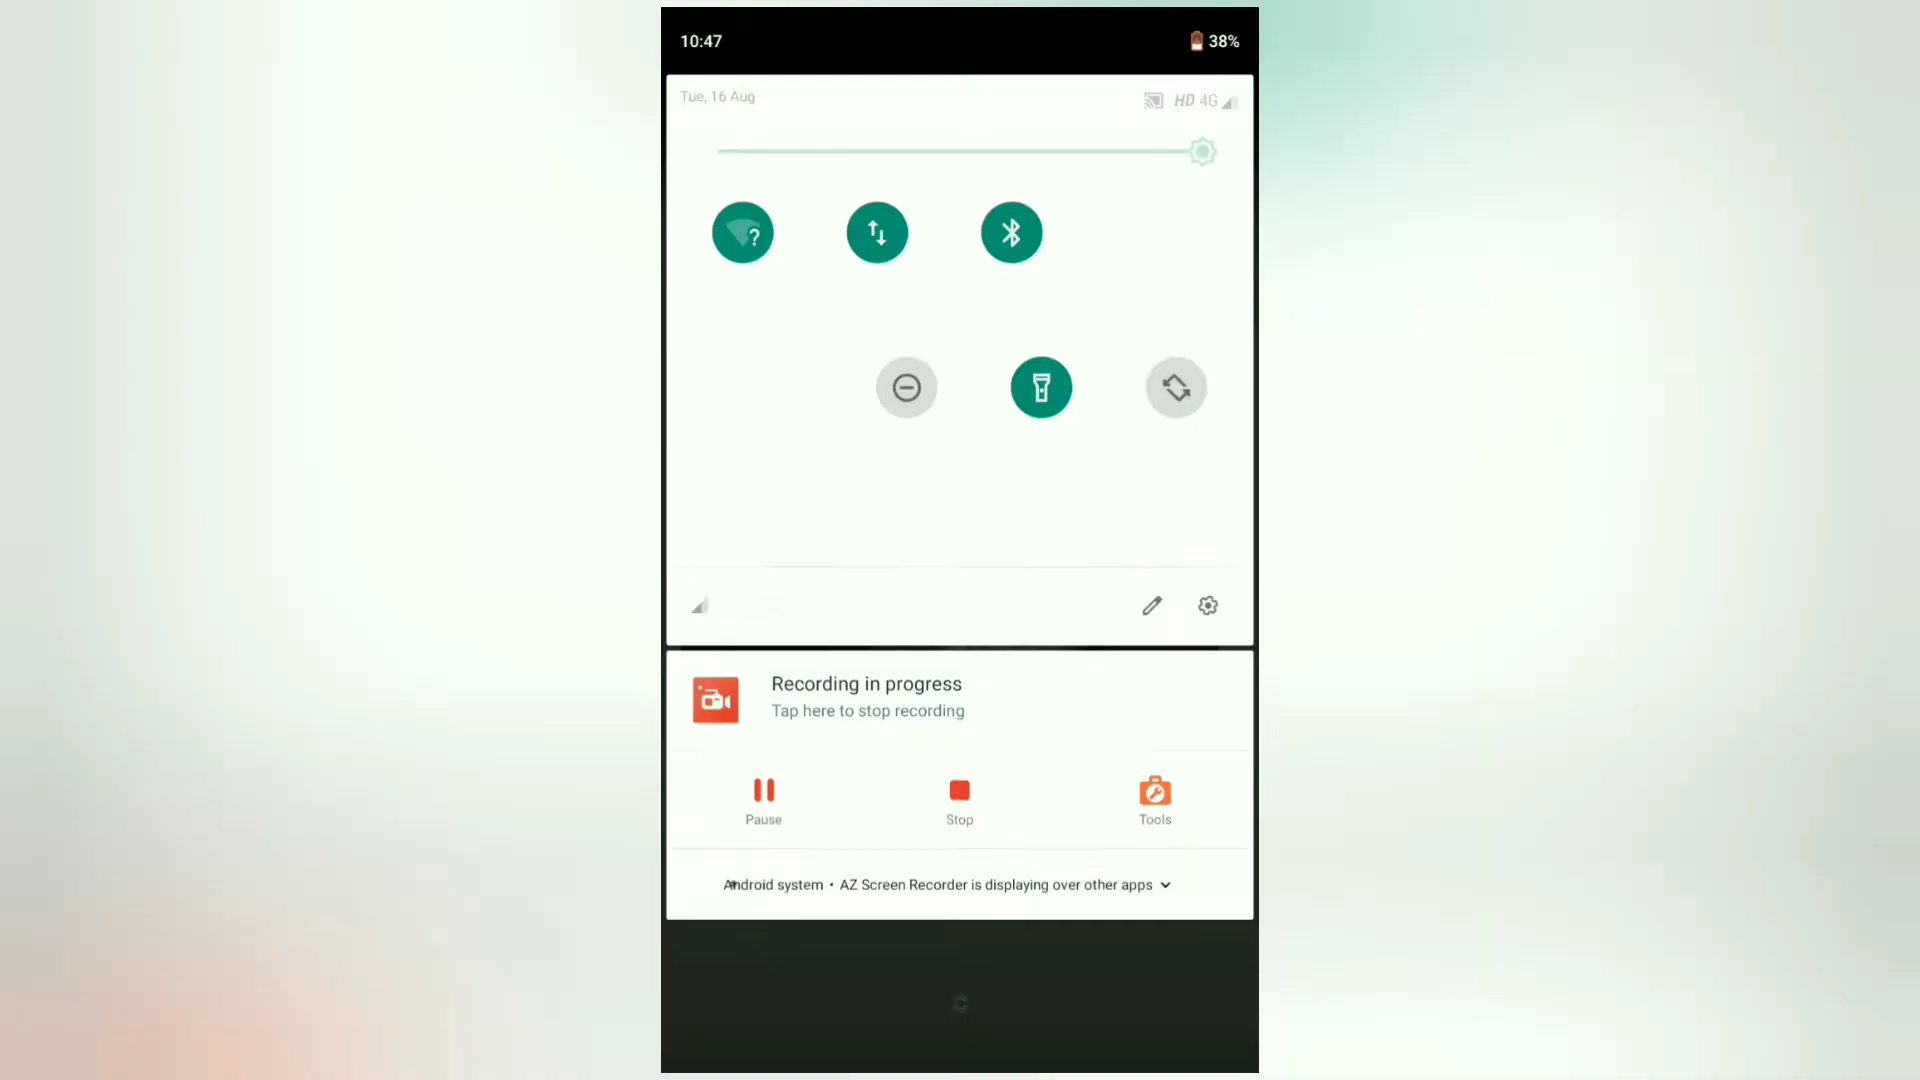 10:47
38%
Tue, 16 Aug
HD 4G
?
Recording in progress
Tap here to stop recording
Pause
Stop
Tools
Android system • AZ Screen Recorder is displaying over other apps